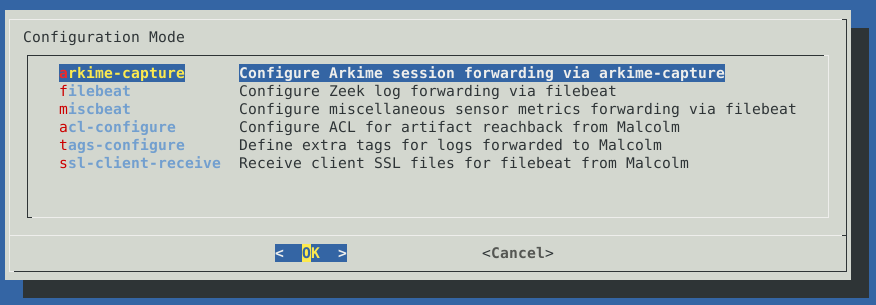 Configuration Mode
arkime-capture Configure Arkime session forwarding via arkime-capture
filebeat Configure Zeek log forwarding via filebeat
miscbeat Configure miscellaneous sensor metrics forwarding via filebeat
acl-configure Configure ACL for artifact reachback from Malcolm
tags-configure Define extra tags for logs forwarded to Malcolm
ssl-client-receive Receive client SSL files for filebeat from Malcolm
< OK > <Cancel>